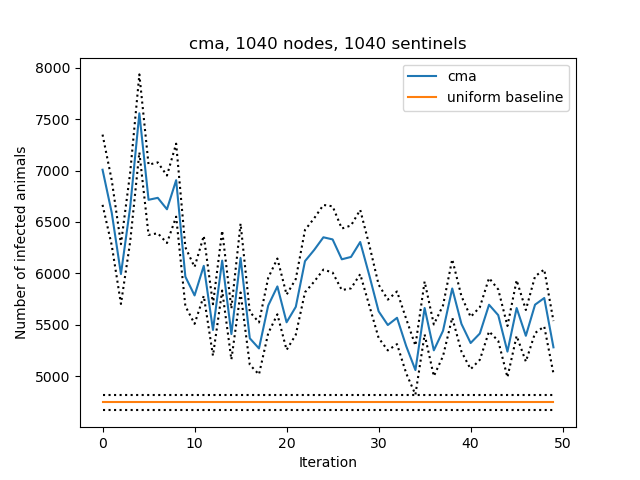 cma, 1040 nodes, 1040 sentinels
cma
uniform baseline
Number of infected animals
8000
7500
7000
6500
6000
5500
5000
0
10
20
30
40
50
Iteration